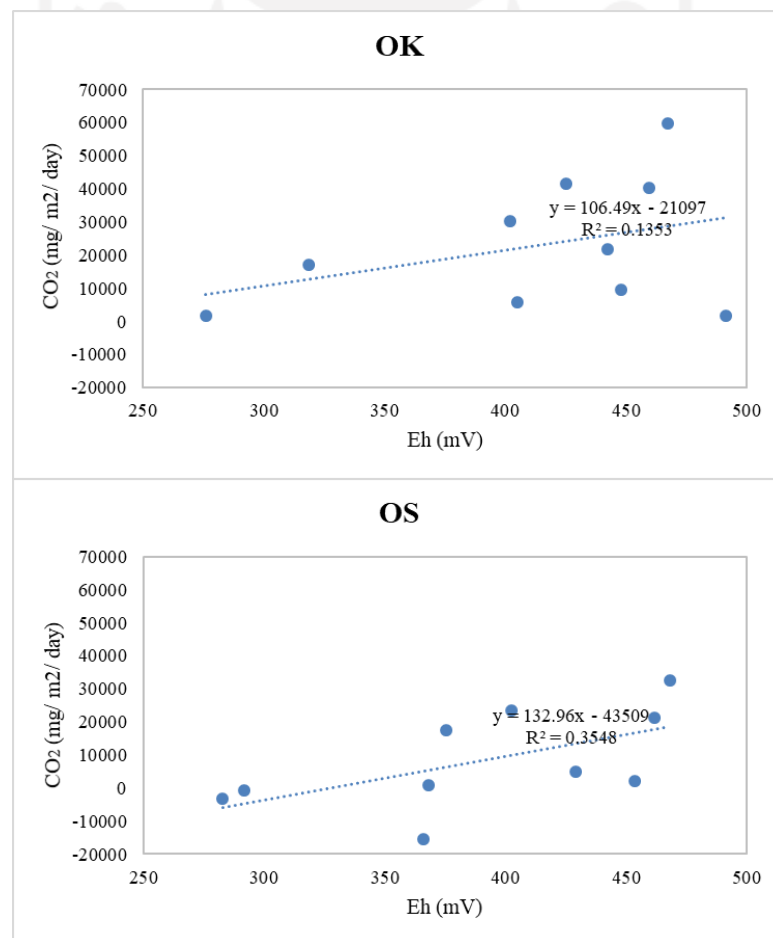 OK
70000
60000
50000
40000
30000
20000
10000
0
-10000
-20000
CO2 (mg/ m2/ day)
y = 106.49x - 21097
R² = 0.1353
250 300 350 400 450 500
Eh (mV)
OS
70000
60000
50000
40000
30000
20000
10000
0
-10000
-20000
CO2 (mg/ m2/ day)
y = 132.96x - 43509
R² = 0.3548
250 300 350 400 450 500
Eh (mV)